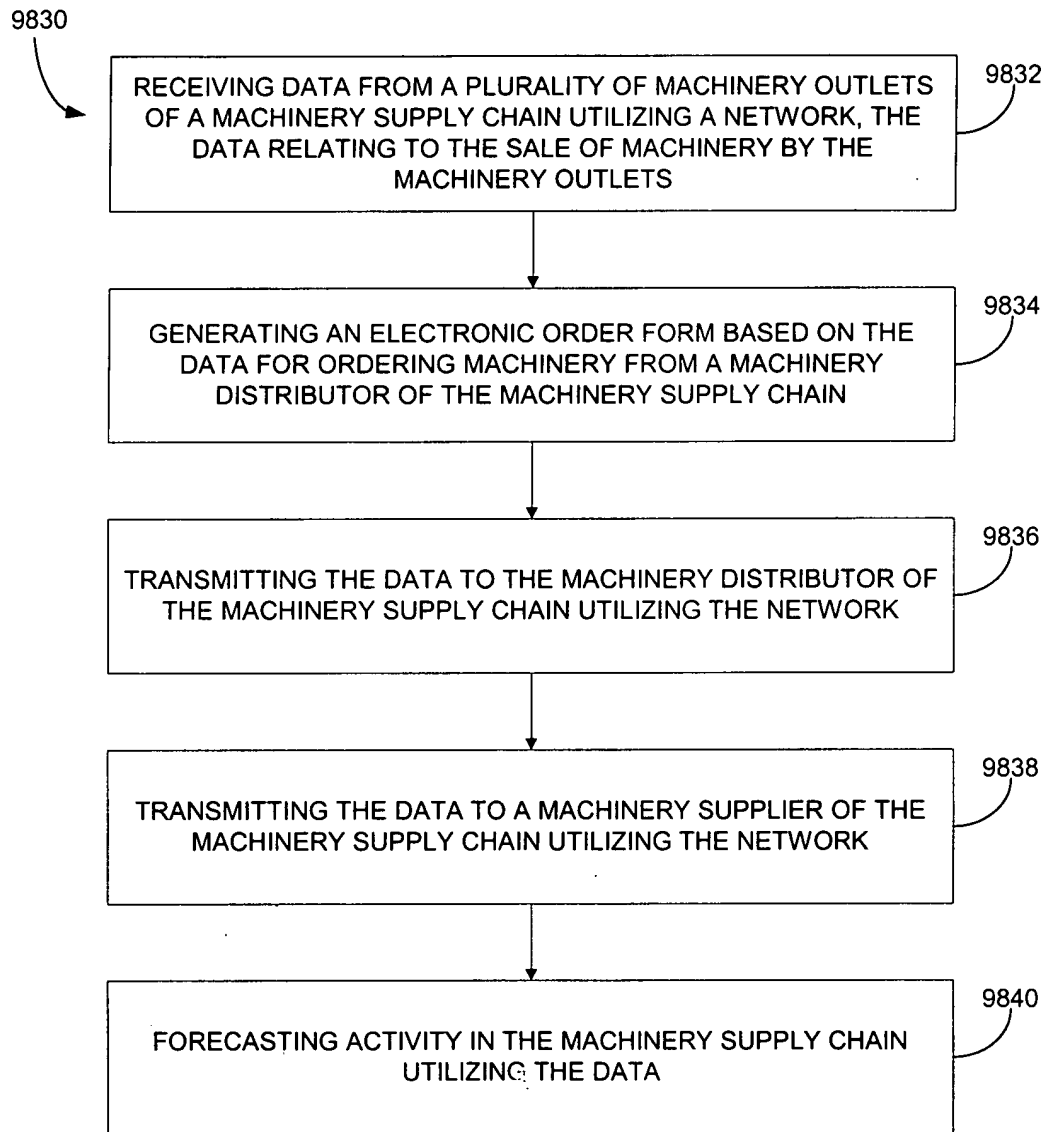 9830
RECEIVING DATA FROM A PLURALITY OF MACHINERY OUTLETS
OF A MACHINERY SUPPLY CHAIN UTILIZING A NETWORK, THE
DATA RELATING TO THE SALE OF MACHINERY BY THE
MACHINERY OUTLETS
9832
GENERATING AN ELECTRONIC ORDER FORM BASED ON THE
DATA FOR ORDERING MACHINERY FROM A MACHINERY
DISTRIBUTOR OF THE MACHINERY SUPPLY CHAIN
9834
TRANSMITTING THE DATA TO THE MACHINERY DISTRIBUTOR OF
THE MACHINERY SUPPLY CHAIN UTILIZING THE NETWORK
9836
TRANSMITTING THE DATA TO A MACHINERY SUPPLIER OF THE
MACHINERY SUPPLY CHAIN UTILIZING THE NETWORK
9838
FORECASTING ACTIVITY IN THE MACHINERY SUPPLY CHAIN
UTILIZING THE DATA
9840